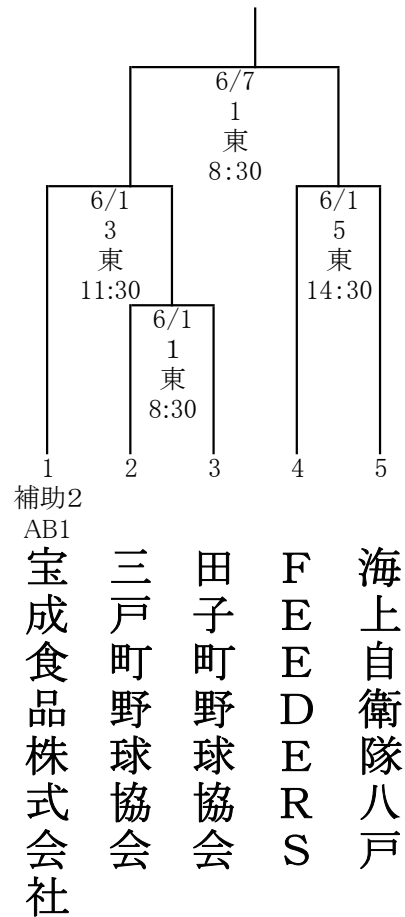 6/7
1
東
8:30
6/1
3
東
11:30
6/1
5
東
14:30
6/1
1
東
8:30
1
2
3
4
5
補助2
AB1
宝成食品株式会社
三戸町野球協会
田子町野球協会
FEEDERS
海上自衛隊八戸